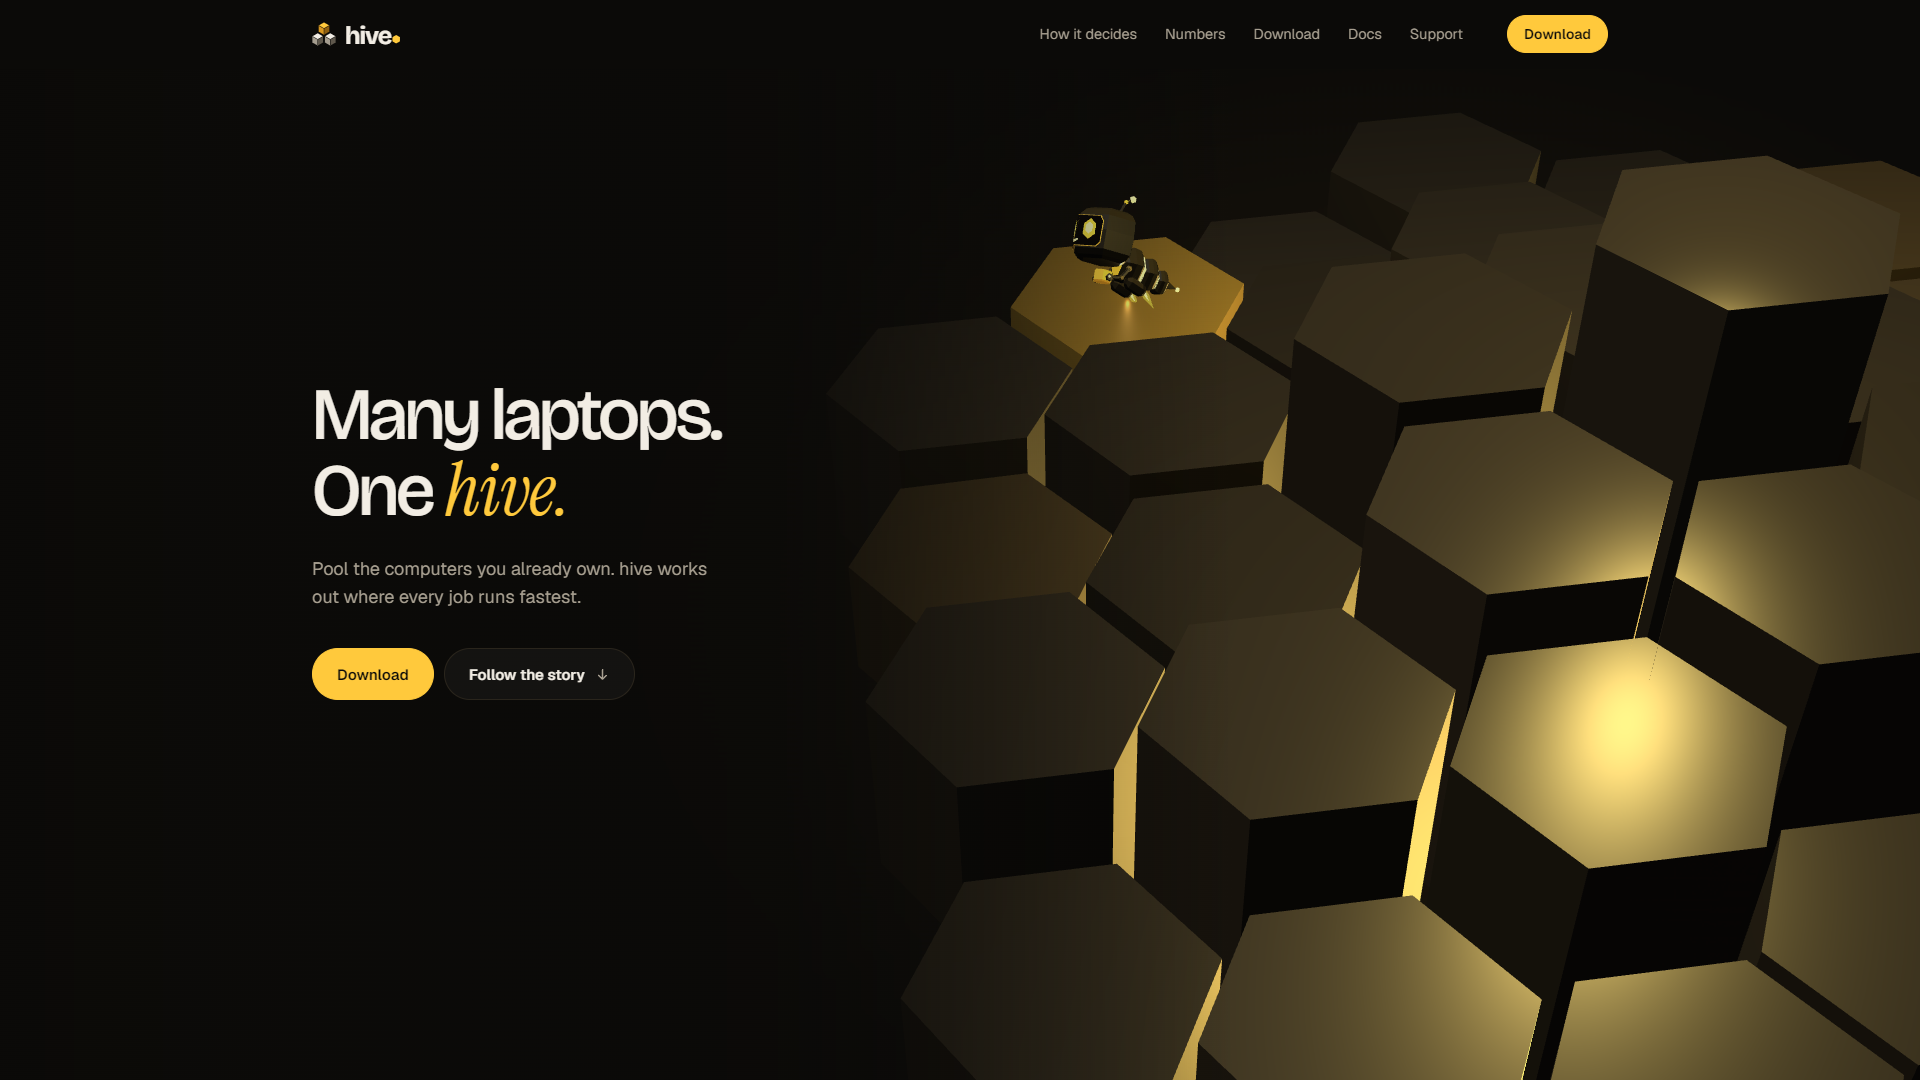 hive.
How it decides
Numbers
Download
Docs
Support
Download
Many laptops.
One hive.
Pool the computers you already own. hive works
out where every job runs fastest.
Download
Follow the story ↓